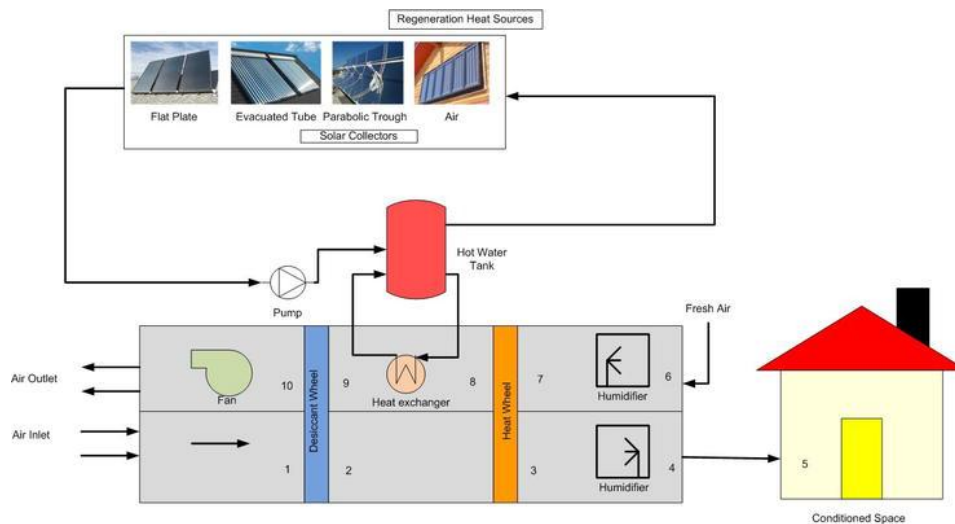 Regeneration Heat Sources
Flat Plate
Evacuated Tube
Parabolic Trough
Air
Solar Collectors
Hot Water
Tank
Pump
Fresh Air
Air Outlet
Fan
10
Desiccant Wheel
9
Heat exchanger
8
Heat Wheel
7
Humidifier
6
Air Inlet
1
2
3
Humidifier
4
5
Conditioned Space